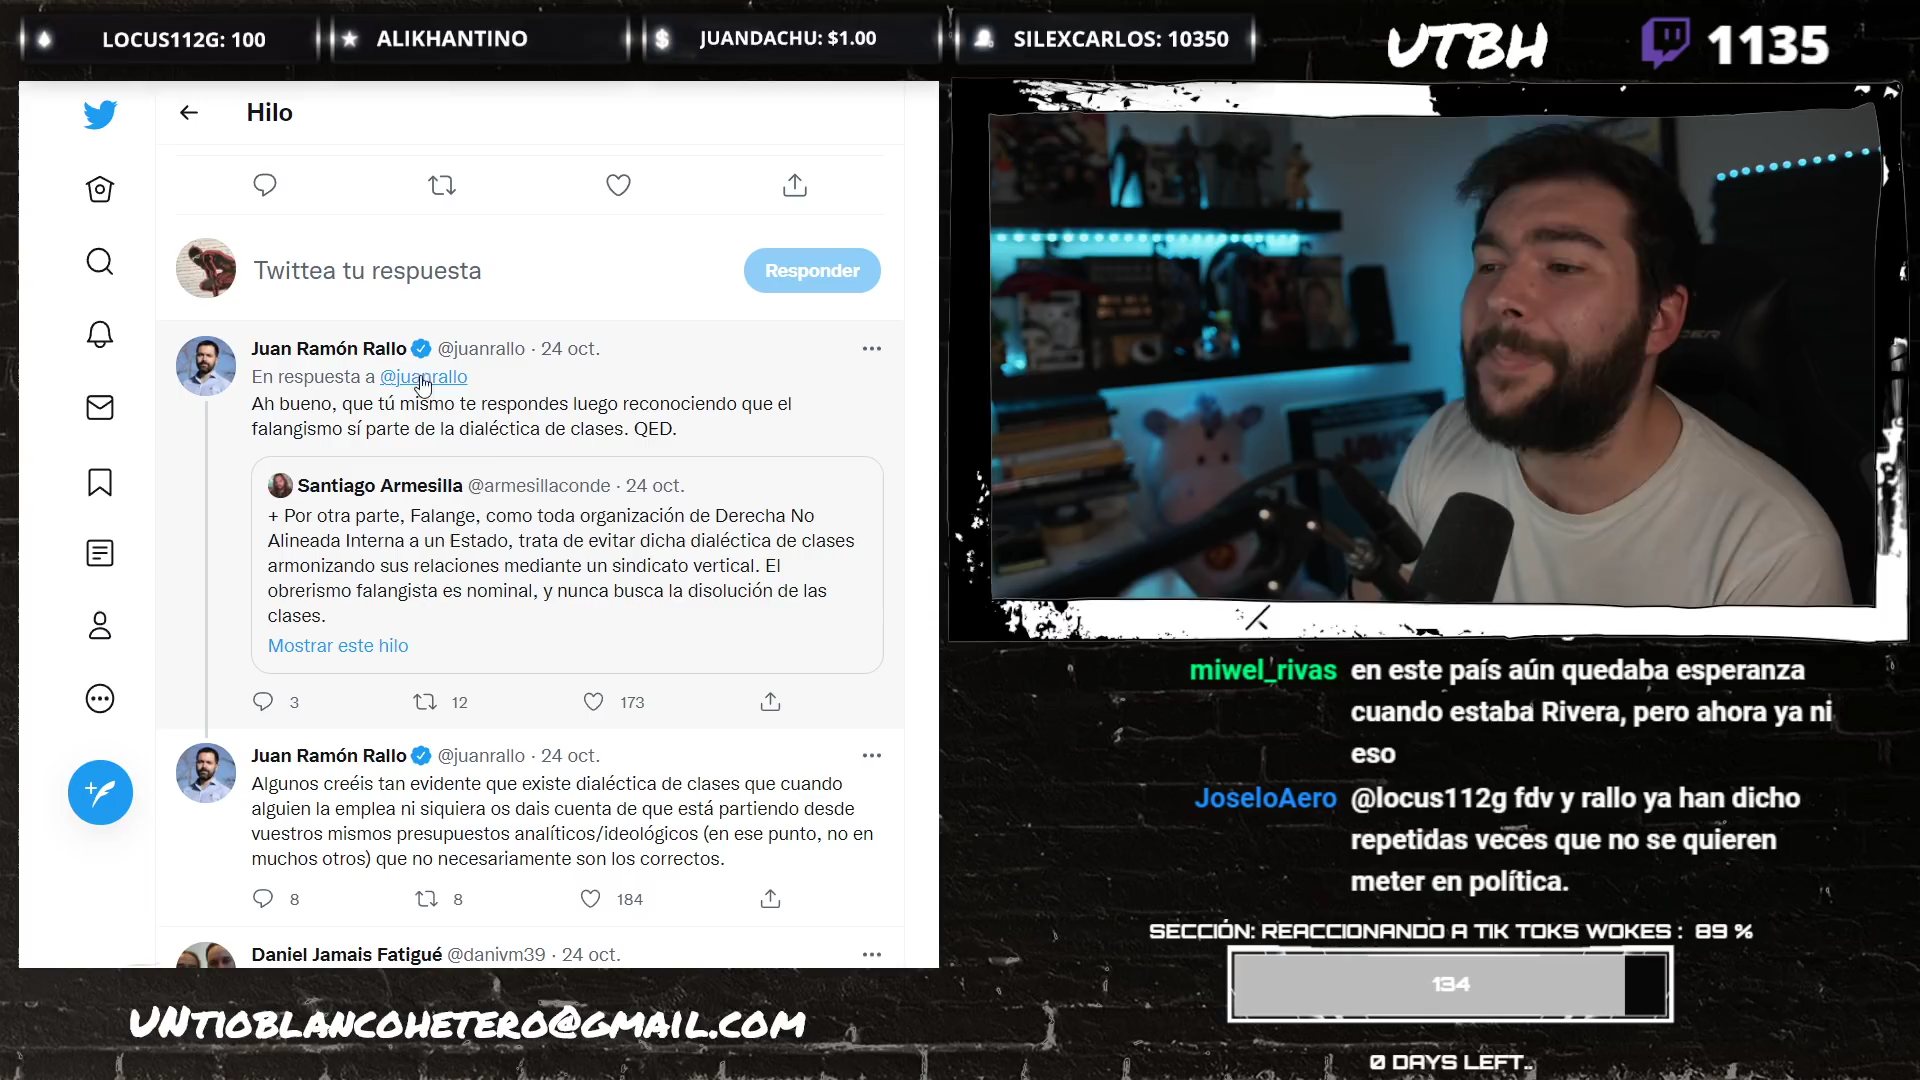 LOCUS112G: 100
ALIKHANTINO
JUANDACHU: $1.00
SILEXCARLOS: 10350
UTBH
1135
Hilo
Twittea tu respuesta
Responder
Juan Ramón Rallo @juanrallo · 24 oct.
En respuesta a @juanrallo
Ah bueno, que tú mismo te respondes luego reconociendo que el
falangismo sí parte de la dialéctica de clases. QED.
Santiago Armesilla @armesillaconde · 24 oct.
+ Por otra parte, Falange, como toda organización de Derecha No
Alineada Interna a un Estado, trata de evitar dicha dialéctica de clases
armonizando sus relaciones mediante un sindicato vertical. El
obrerismo falangista es nominal, y nunca busca la disolución de las
clases.
Mostrar este hilo
3 12 173
Juan Ramón Rallo @juanrallo · 24 oct.
Algunos creéis tan evidente que existe dialéctica de clases que cuando
alguien la emplea ni siquiera os dais cuenta de que está partiendo desde
vuestros mismos presupuestos analíticos/ideológicos (en ese punto, no en
muchos otros) que no necesariamente son los correctos.
8 8 184
Daniel Jamais Fatigué @danivm39 · 24 oct.
miwel_rivas en este país aún quedaba esperanza
cuando estaba Rivera, pero ahora ya ni
eso
JoseloAero @locus112g fdv y rallo ya han dicho
repetidas veces que no se quieren
meter en política.
SECCIÓN: REACCIONANDO A TIK TOKS WOKES : 89 %
134
0 DAYS LEFT..
UNTIOBLANCOHETERO@GMAIL.COM